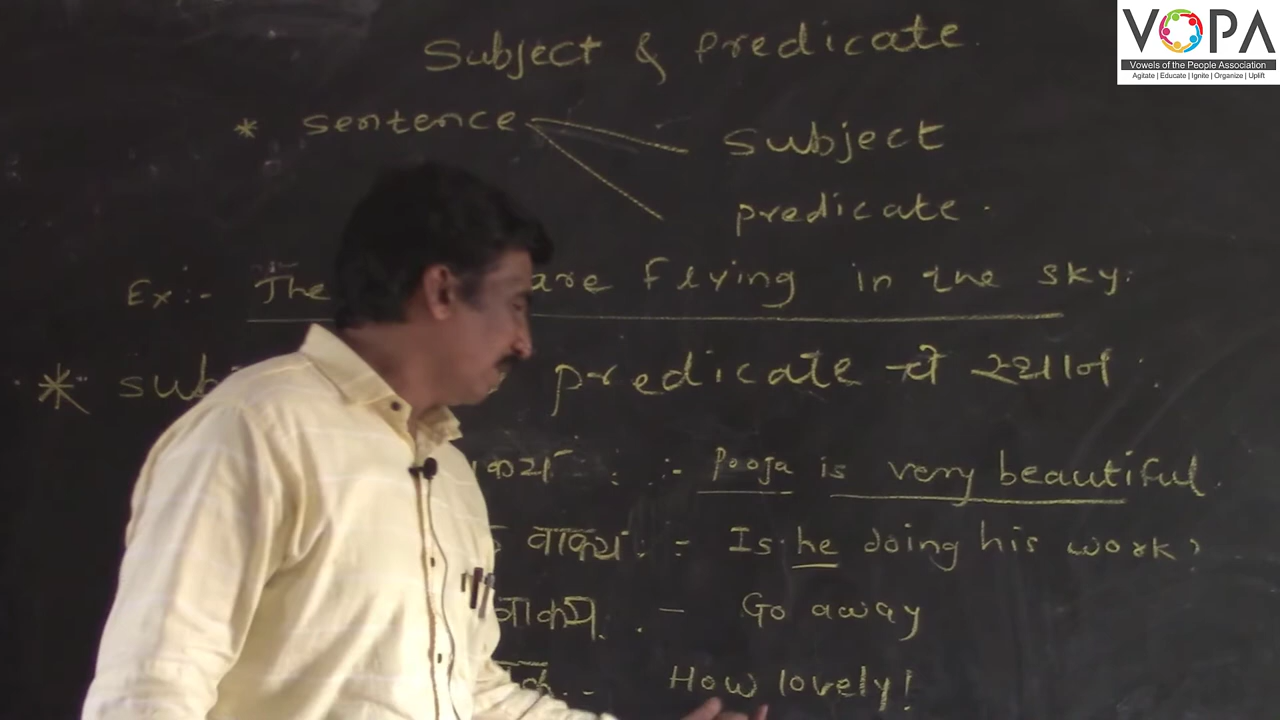 VOPA
Vowels of the People Association
Agitate | Educate | Ignite | Organize | Uplift
Subject & Predicate.
* sentence subject
predicate.
Ex:- The are flying in the sky.
* sub predicate चे स्थान.
:- Pooja is very beautiful.
वाक्य :- Is he doing his work?
वाक्य :- Go away
How lovely!